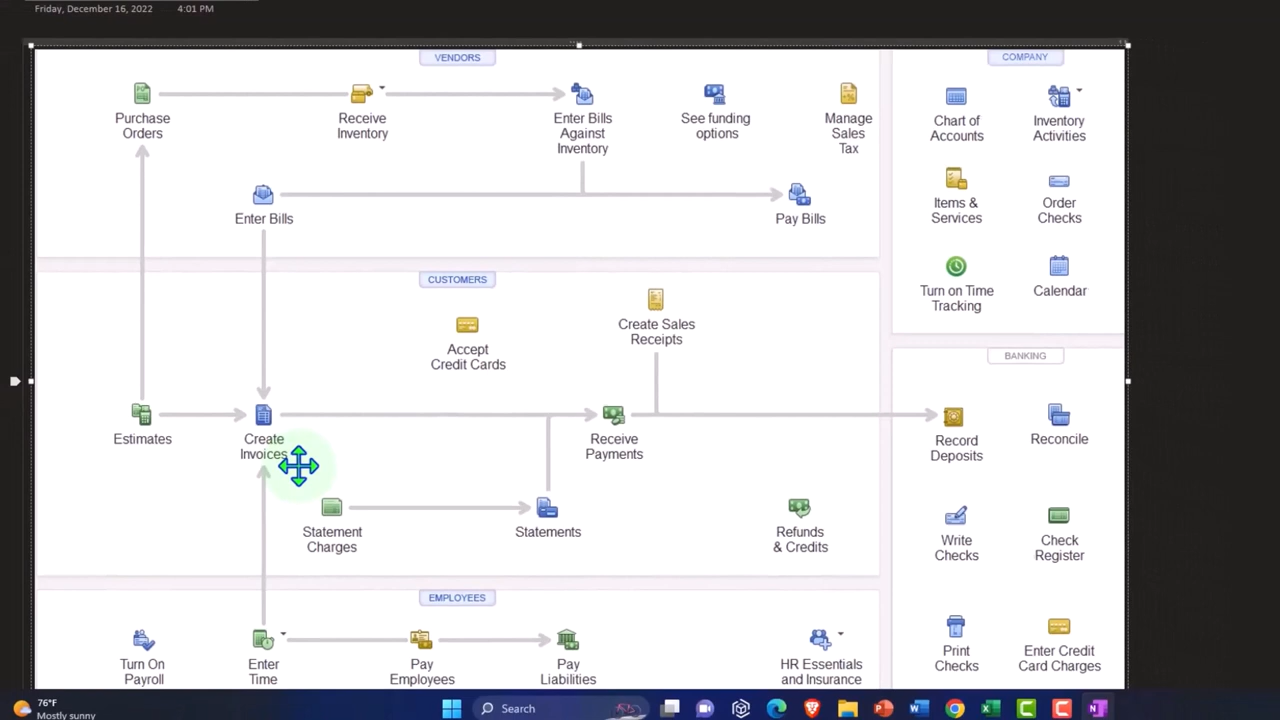 Friday, December 16, 2022 4:01 PM
VENDORS
Purchase
Orders
Receive
Inventory
Enter Bills
Against
Inventory
See funding
options
Manage
Sales
Tax
Enter Bills
Pay Bills
CUSTOMERS
Accept
Credit Cards
Create Sales
Receipts
Estimates
Create
Invoices
Receive
Payments
Statement
Charges
Statements
Refunds
& Credits
EMPLOYEES
Turn On
Payroll
Enter
Time
Pay
Employees
Pay
Liabilities
HR Essentials
and Insurance
COMPANY
Chart of
Accounts
Inventory
Activities
Items &
Services
Order
Checks
Turn on Time
Tracking
Calendar
BANKING
Record
Deposits
Reconcile
Write
Checks
Check
Register
Print
Checks
Enter Credit
Card Charges
76°F
Mostly sunny
Search